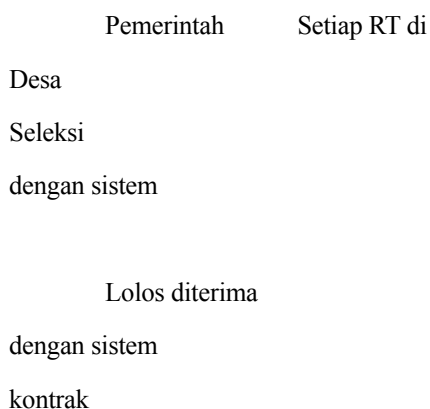 Pemerintah Setiap RT di
Desa
Seleksi
dengan sistem
Lolos diterima
dengan sistem
kontrak